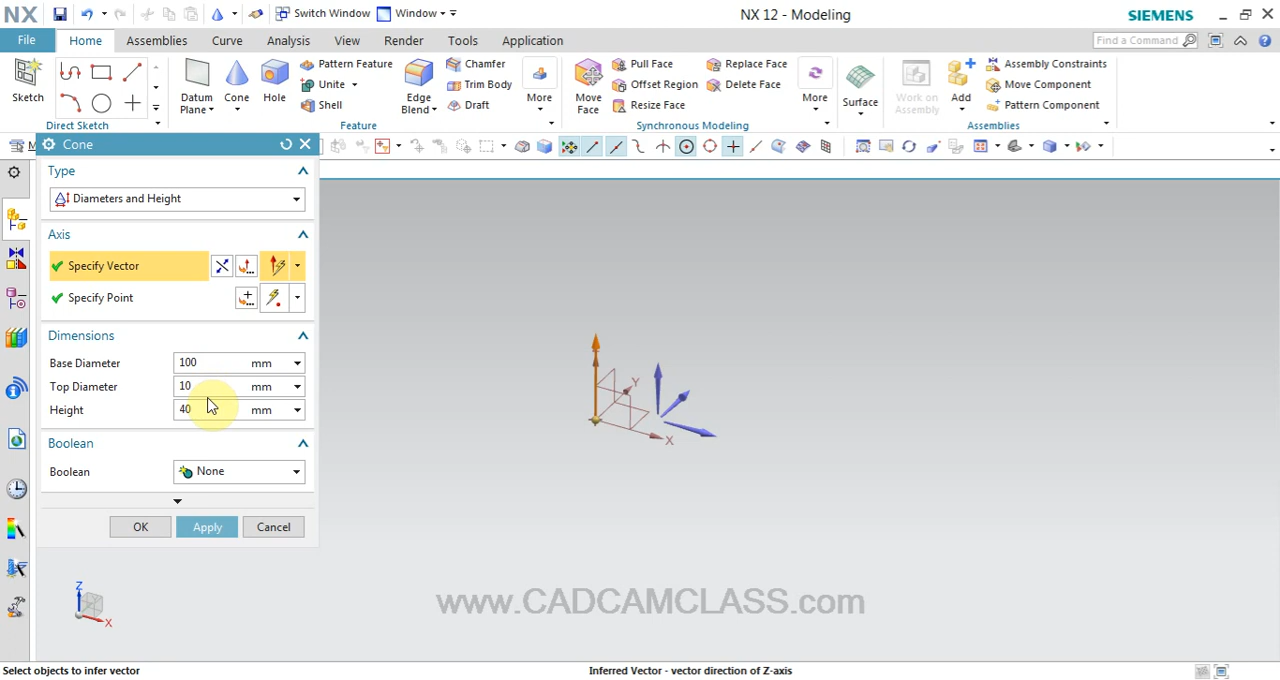 NX
Switch Window
Window
NX 12 - Modeling
SIEMENS
File
Home
Assemblies
Curve
Analysis
View
Render
Tools
Application
Find a Command
Sketch
Direct Sketch
Datum
Plane
Cone
Hole
Pattern Feature
Unite
Shell
Edge
Blend
Chamfer
Trim Body
Draft
More
Feature
Move
Face
Pull Face
Offset Region
Resize Face
Replace Face
Delete Face
More
Synchronous Modeling
Surface
Work on
Assembly
Add
Assembly Constraints
Move Component
Pattern Component
Assemblies
M
Cone
Type
Diameters and Height
Axis
Specify Vector
Specify Point
Dimensions
Base Diameter 100 mm
Top Diameter 10 mm
Height 40 mm
Boolean
Boolean None
OK Apply Cancel
Y
X
Z
X
www.CADCAMCLASS.com
Select objects to infer vector
Inferred Vector - vector direction of Z-axis